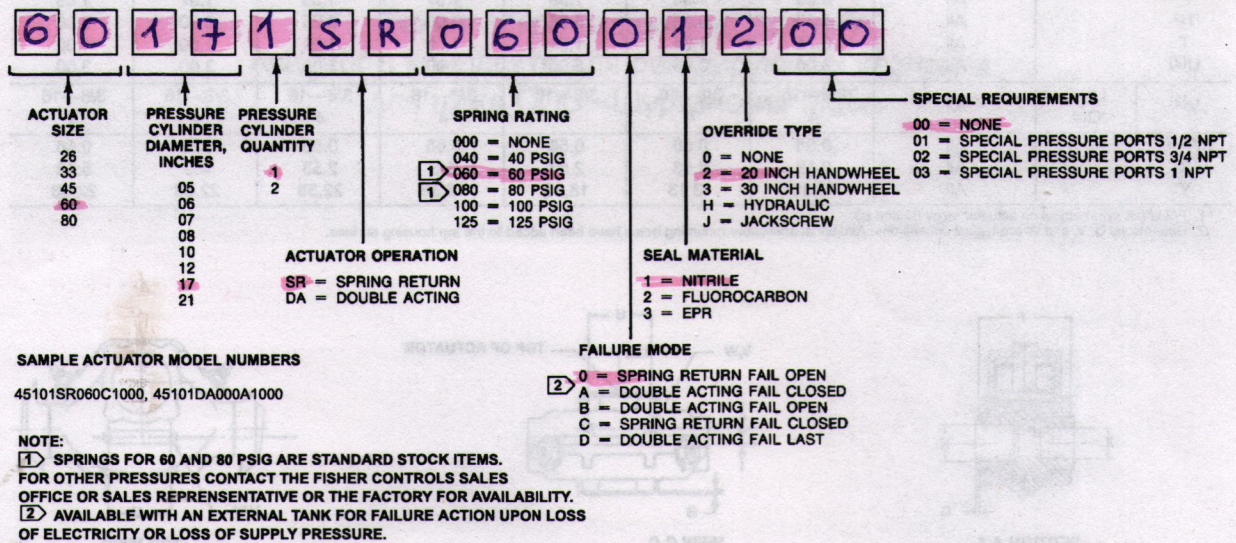 6 0 1 7 1 S R 0 6 0 0 1 2 0 0
ACTUATOR SIZE
26
33
45
60
80
PRESSURE CYLINDER DIAMETER, INCHES
05
06
07
08
10
12
17
21
PRESSURE CYLINDER QUANTITY
1
2
ACTUATOR OPERATION
SR = SPRING RETURN
DA = DOUBLE ACTING
SPRING RATING
000 = NONE
040 = 40 PSIG
1 060 = 60 PSIG
1 080 = 80 PSIG
100 = 100 PSIG
125 = 125 PSIG
FAILURE MODE
0 = SPRING RETURN FAIL OPEN
2 A = DOUBLE ACTING FAIL CLOSED
B = DOUBLE ACTING FAIL OPEN
C = SPRING RETURN FAIL CLOSED
D = DOUBLE ACTING FAIL LAST
SEAL MATERIAL
1 = NITRILE
2 = FLUOROCARBON
3 = EPR
OVERRIDE TYPE
0 = NONE
2 = 20 INCH HANDWHEEL
3 = 30 INCH HANDWHEEL
H = HYDRAULIC
J = JACKSCREW
SPECIAL REQUIREMENTS
00 = NONE
01 = SPECIAL PRESSURE PORTS 1/2 NPT
02 = SPECIAL PRESSURE PORTS 3/4 NPT
03 = SPECIAL PRESSURE PORTS 1 NPT
SAMPLE ACTUATOR MODEL NUMBERS
45101SR060C1000, 45101DA000A1000
NOTE:
1 SPRINGS FOR 60 AND 80 PSIG ARE STANDARD STOCK ITEMS.
FOR OTHER PRESSURES CONTACT THE FISHER CONTROLS SALES
OFFICE OR SALES REPRENSENTATIVE OR THE FACTORY FOR AVAILABILITY.
2 AVAILABLE WITH AN EXTERNAL TANK FOR FAILURE ACTION UPON LOSS
OF ELECTRICITY OR LOSS OF SUPPLY PRESSURE.